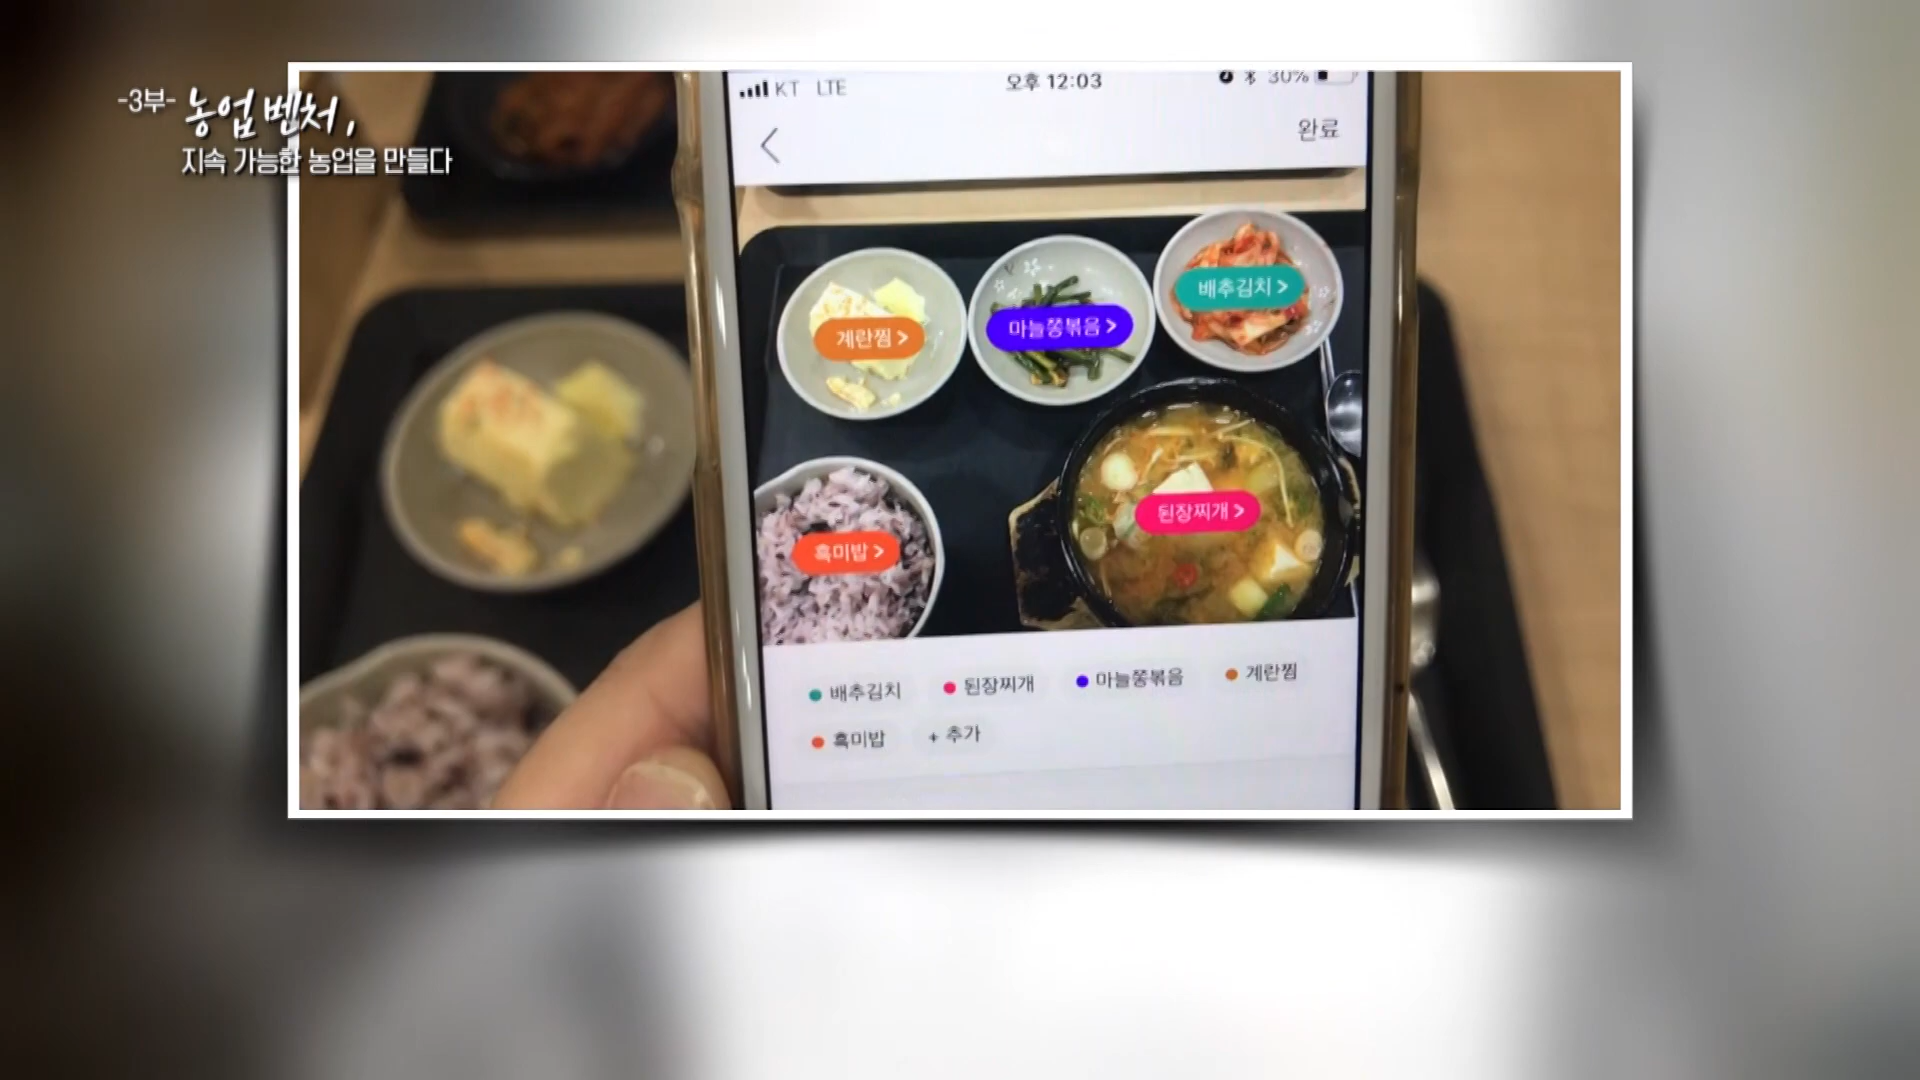 -3부- 농업 벤처,
지속 가능한 농업을 만들다
KT LTE 오후 12:03 30%
완료
배추김치 >
마늘쫑볶음 >
계란찜 >
된장찌개 >
흑미밥 >
배추김치 된장찌개 마늘쫑볶음 계란찜
흑미밥 + 추가